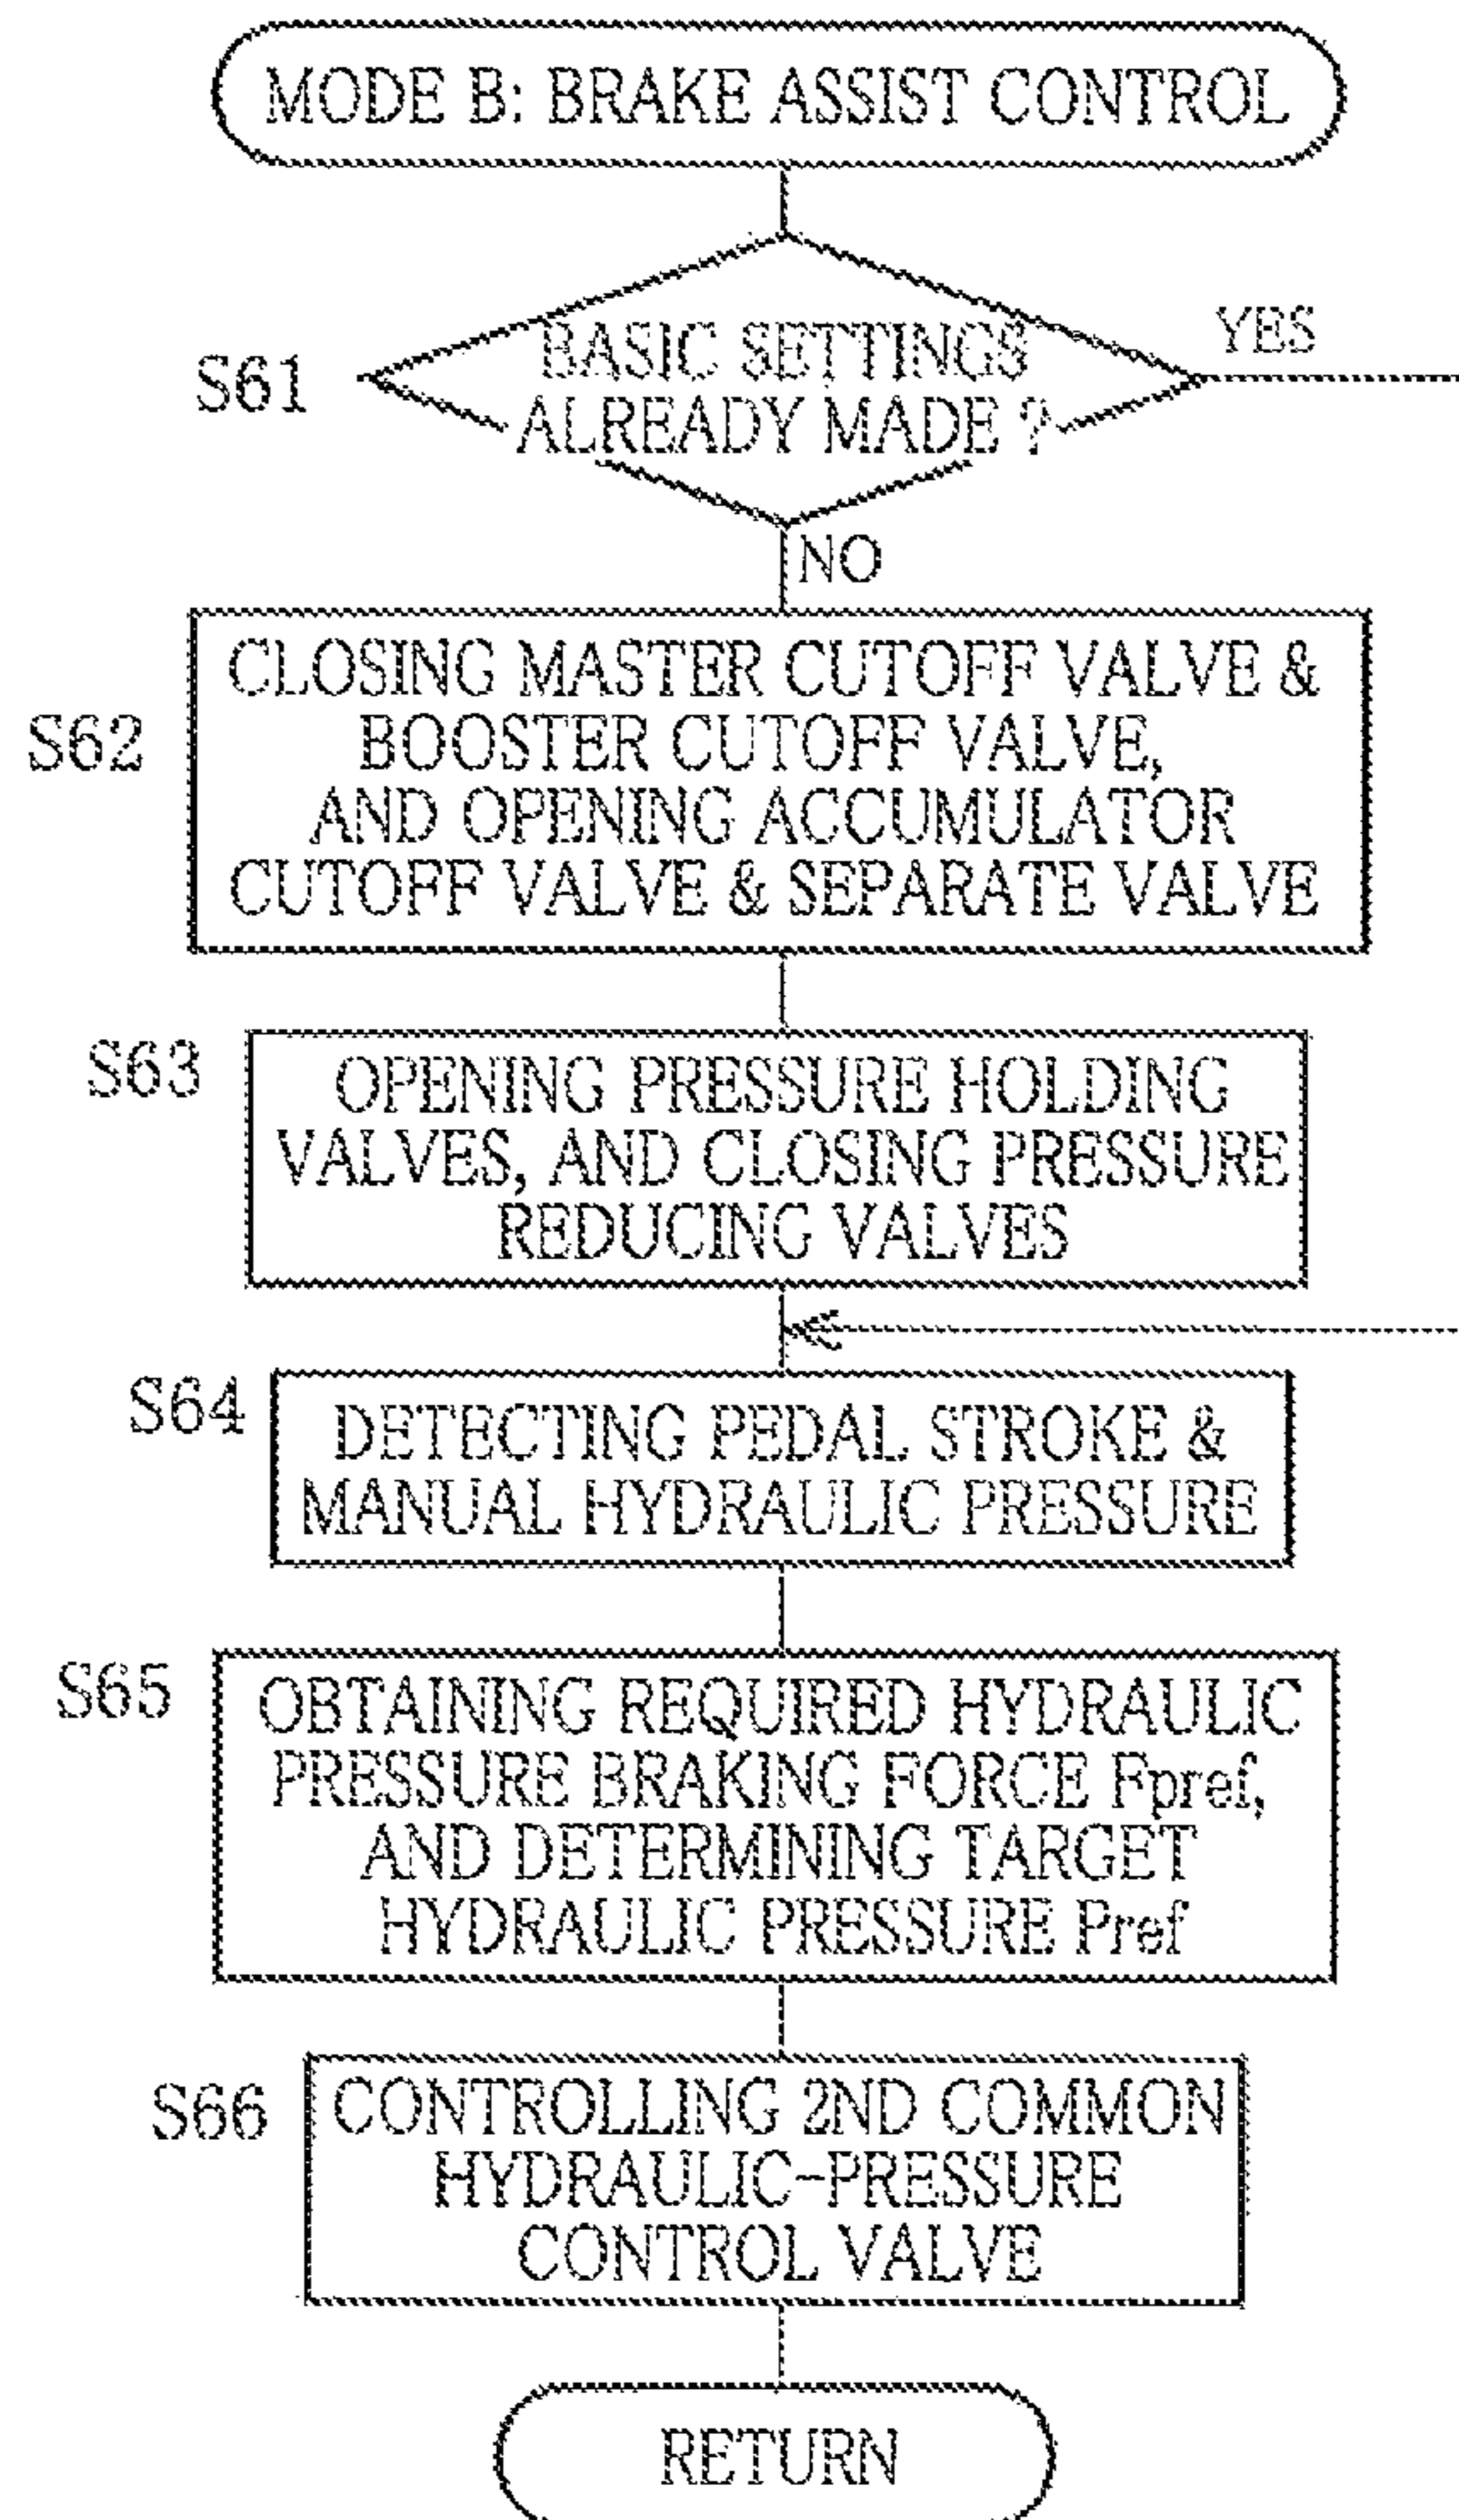 MODE B: BRAKE ASSIST CONTROL
S61
BASIC SETTINGS
ALREADY MADE ?
YES
NO
S62
CLOSING MASTER CUTOFF VALVE &
BOOSTER CUTOFF VALVE,
AND OPENING ACCUMULATOR
CUTOFF VALVE & SEPARATE VALVE
S63
OPENING PRESSURE HOLDING
VALVES, AND CLOSING PRESSURE
REDUCING VALVES
S64
DETECTING PEDAL STROKE &
MANUAL HYDRAULIC PRESSURE
S65
OBTAINING REQUIRED HYDRAULIC
PRESSURE BRAKING FORCE Fpref,
AND DETERMINING TARGET
HYDRAULIC PRESSURE Pref
S66
CONTROLLING 2ND COMMON
HYDRAULIC-PRESSURE
CONTROL VALVE
RETURN